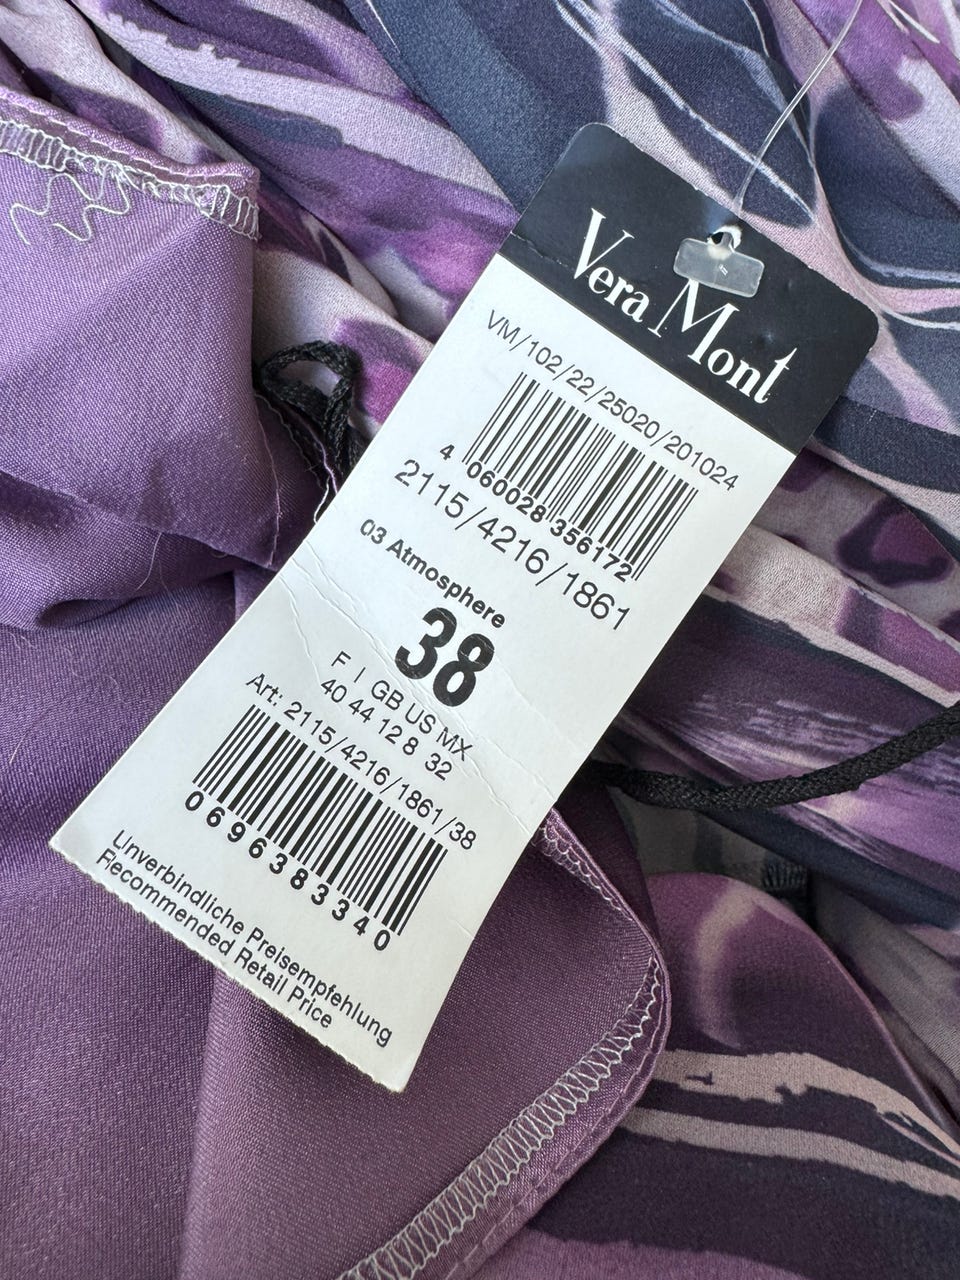 Vera Mont
VM/102/22/25020/201024
4 060028 356172
2115/4216/1861
03 Atmosphere
38
F I GB US MX
40 44 12 8 32
Art: 2115/4216/1861/38
0696383340
Unverbindliche Preisempfehlung
Recommended Retail Price